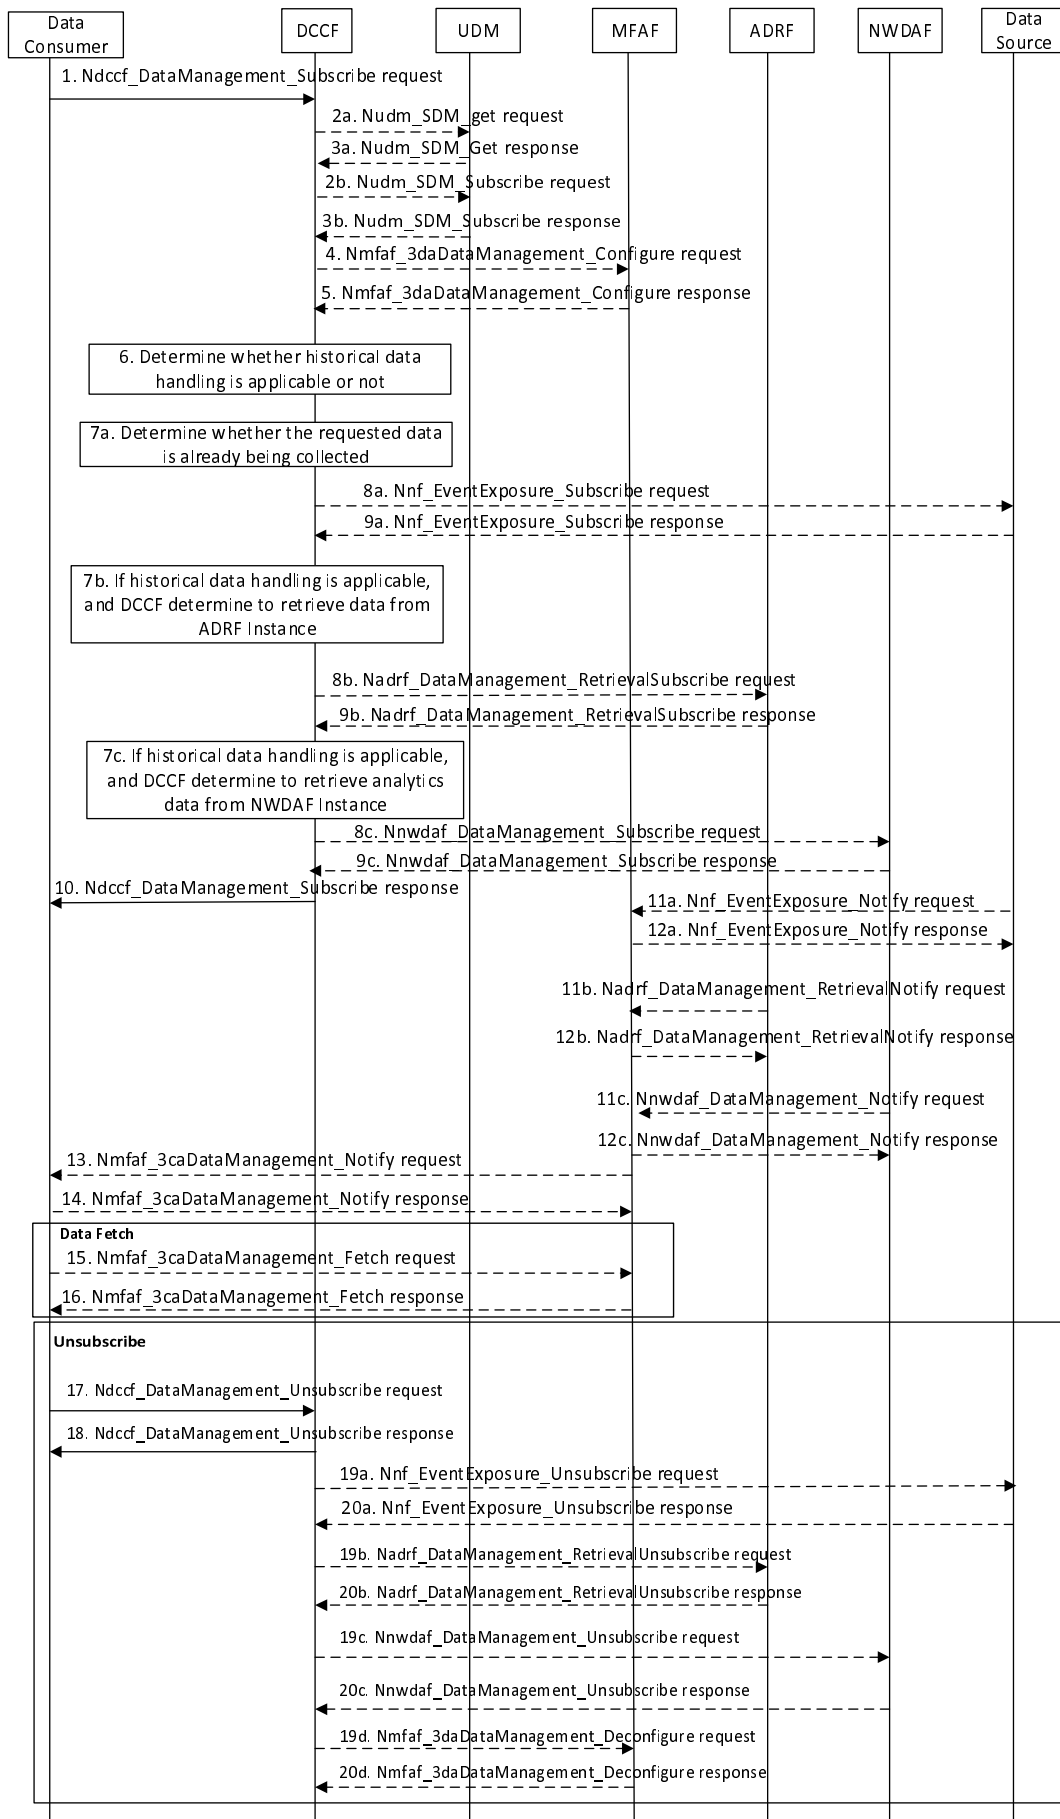 Data
Consumer
DCCF
UDM
MFAF
ADRF
NWDAF
Data
Source
1. Ndccf_DataManagement_Subscribe request
2a. Nudm_SDM_get request
3a. Nudm_SDM_Get response
2b. Nudm_SDM_Subscribe request
3b. Nudm_SDM_Subscribe response
4. Nmfaf_3daDataManagement_Configure request
5. Nmfaf_3daDataManagement_Configure response
6. Determine whether historical data
handling is applicable or not
7a. Determine whether the requested data
is already being collected
8a. Nnf_EventExposure_Subscribe request
9a. Nnf_EventExposure_Subscribe response
7b. If historical data handling is applicable,
and DCCF determine to retrieve data from
ADRF Instance
8b. Nadrf_DataManagement_RetrievalSubscribe request
9b. Nadrf_DataManagement_RetrievalSubscribe response
7c. If historical data handling is applicable,
and DCCF determine to retrieve analytics
data from NWDAF Instance
8c. Nnwdaf_DataManagement_Subscribe request
9c. Nnwdaf_DataManagement_Subscribe response
10. Ndccf_DataManagement_Subscribe response
11a. Nnf_EventExposure_Notify request
12a. Nnf_EventExposure_Notify response
11b. Nadrf_DataManagement_RetrievalNotify request
12b. Nadrf_DataManagement_RetrievalNotify response
11c. Nnwdaf_DataManagement_Notify request
12c. Nnwdaf_DataManagement_Notify response
13. Nmfaf_3caDataManagement_Notify request
14. Nmfaf_3caDataManagement_Notify response
Data Fetch
15. Nmfaf_3caDataManagement_Fetch request
16. Nmfaf_3caDataManagement_Fetch response
Unsubscribe
17. Ndccf_DataManagement_Unsubscribe request
18. Ndccf_DataManagement_Unsubscribe response
19a. Nnf_EventExposure_Unsubscribe request
20a. Nnf_EventExposure_Unsubscribe response
19b. Nadrf_DataManagement_RetrievalUnsubscribe request
20b. Nadrf_DataManagement_RetrievalUnsubscribe response
19c. Nnwdaf_DataManagement_Unsubscribe request
20c. Nnwdaf_DataManagement_Unsubscribe response
19d. Nmfaf_3daDataManagement_Deconfigure request
20d. Nmfaf_3daDataManagement_Deconfigure response